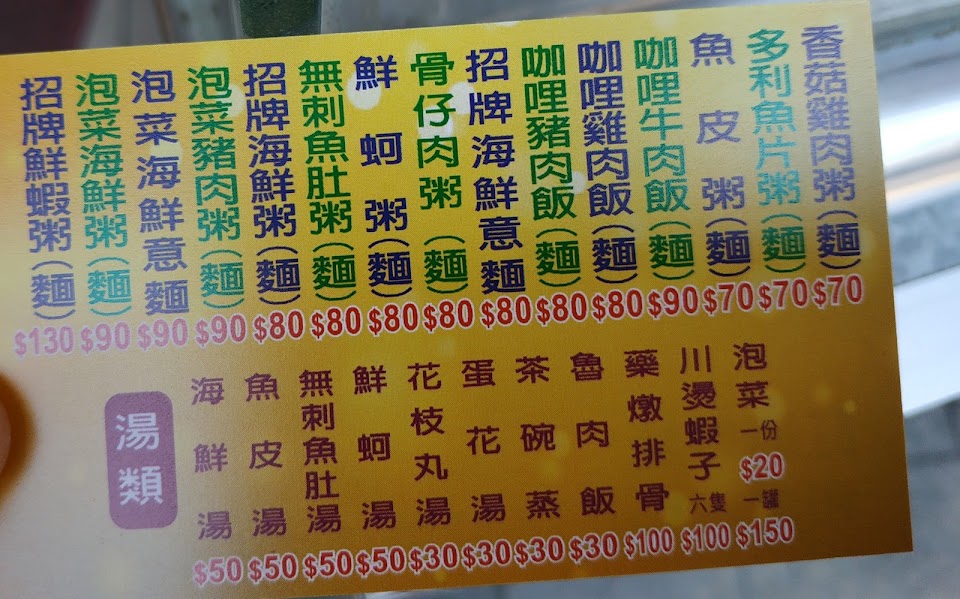 招牌鮮蝦粥(麵) $130
泡菜海鮮粥(麵) $90
泡菜海鮮意麵 $90
泡菜豬肉粥(麵) $90
招牌海鮮粥(麵) $80
無刺魚肚粥(麵) $80
鮮蚵粥(麵) $80
骨仔肉粥(麵) $80
招牌海鮮意麵 $80
咖哩豬肉飯(麵) $80
咖哩雞肉飯(麵) $80
咖哩牛肉飯(麵) $90
魚皮粥(麵) $70
多利魚片粥(麵) $70
香菇雞肉粥(麵) $70
湯類
海鮮湯 $50
魚皮湯 $50
無刺魚肚湯 $50
鮮蚵湯 $50
花枝丸湯 $30
蛋花湯 $30
茶碗蒸 $30
魯肉飯 $30
藥燉排骨 $100
川燙蝦子六隻 $100
泡菜一份 $20
一罐 $150